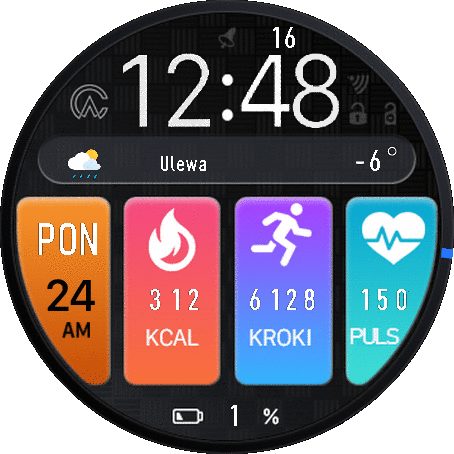 16
12:48
Ulewa -6°
PON
24
AM
312
KCAL
6128
KROKI
150
PULS
1 %